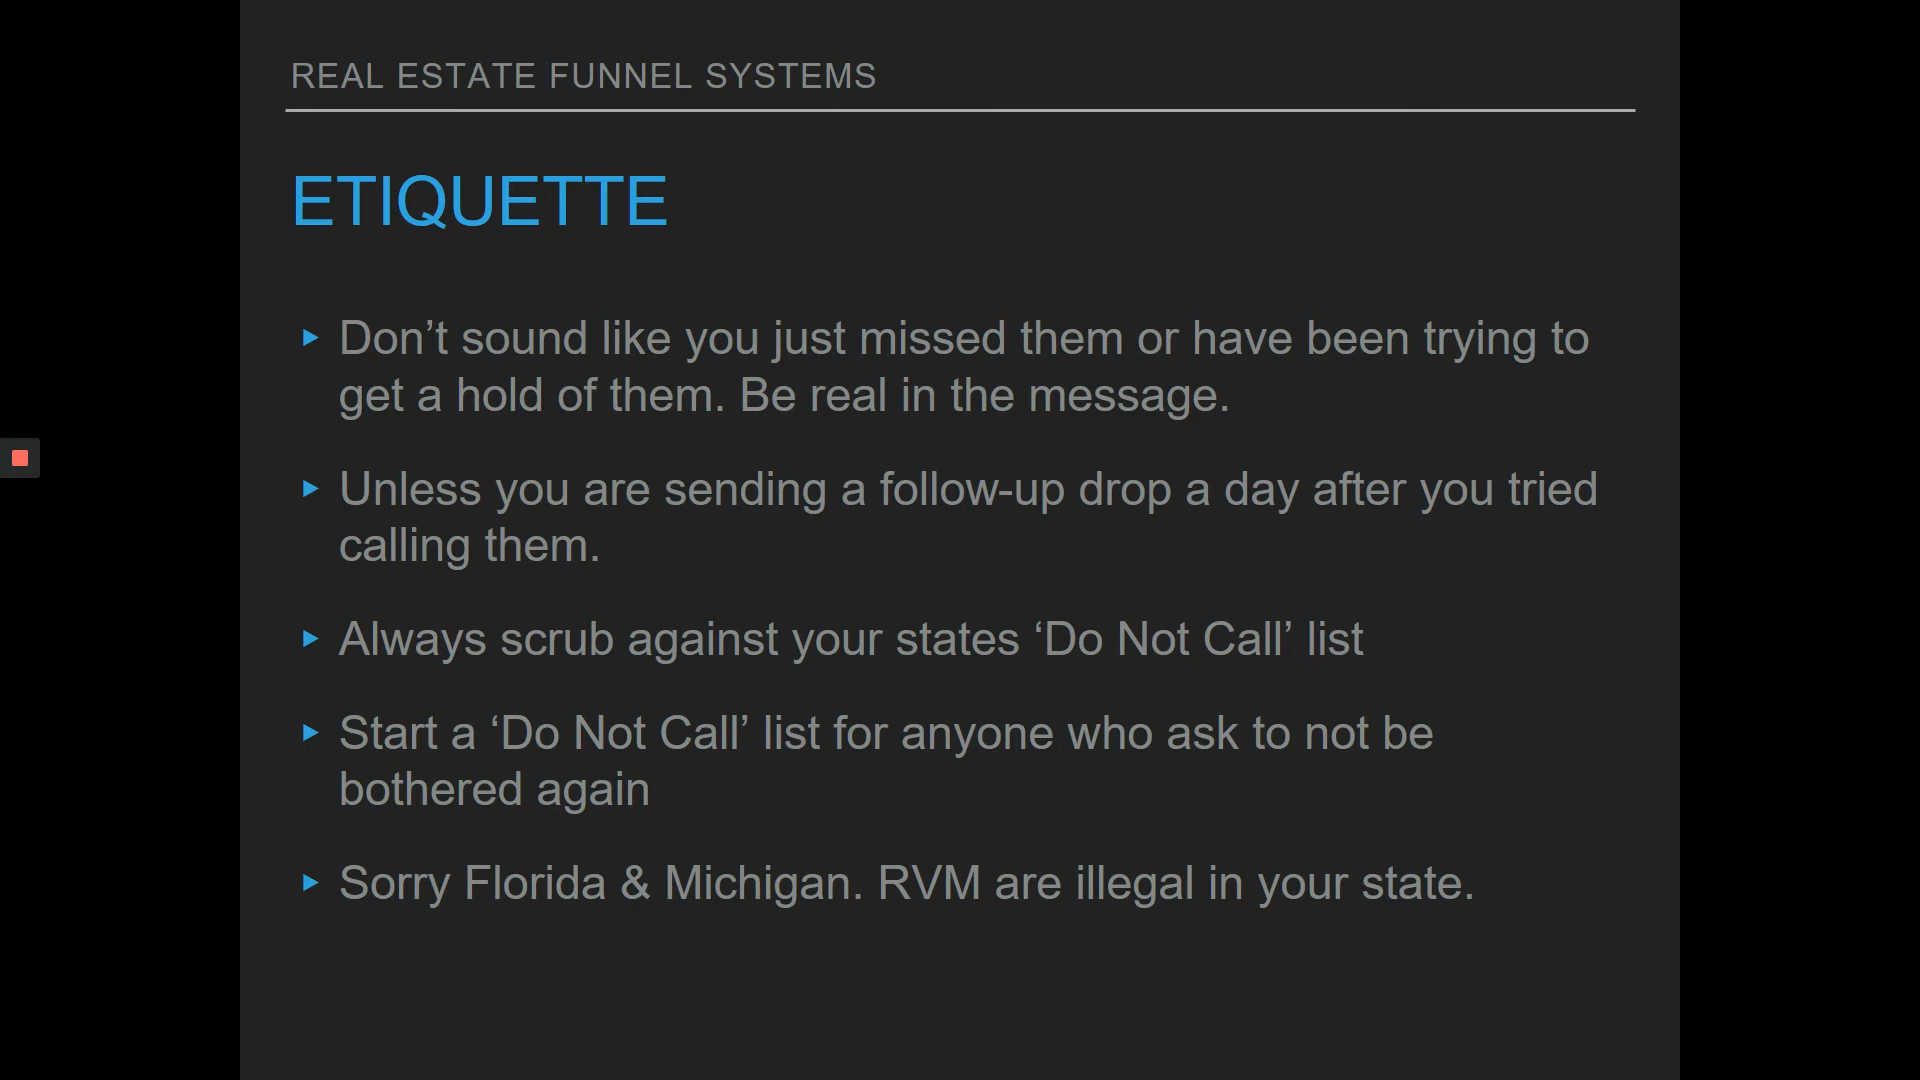 REAL ESTATE FUNNEL SYSTEMS
ETIQUETTE
Don’t sound like you just missed them or have been trying to
get a hold of them. Be real in the message.
Unless you are sending a follow-up drop a day after you tried
calling them.
Always scrub against your states ‘Do Not Call’ list
Start a ‘Do Not Call’ list for anyone who ask to not be
bothered again
Sorry Florida & Michigan. RVM are illegal in your state.